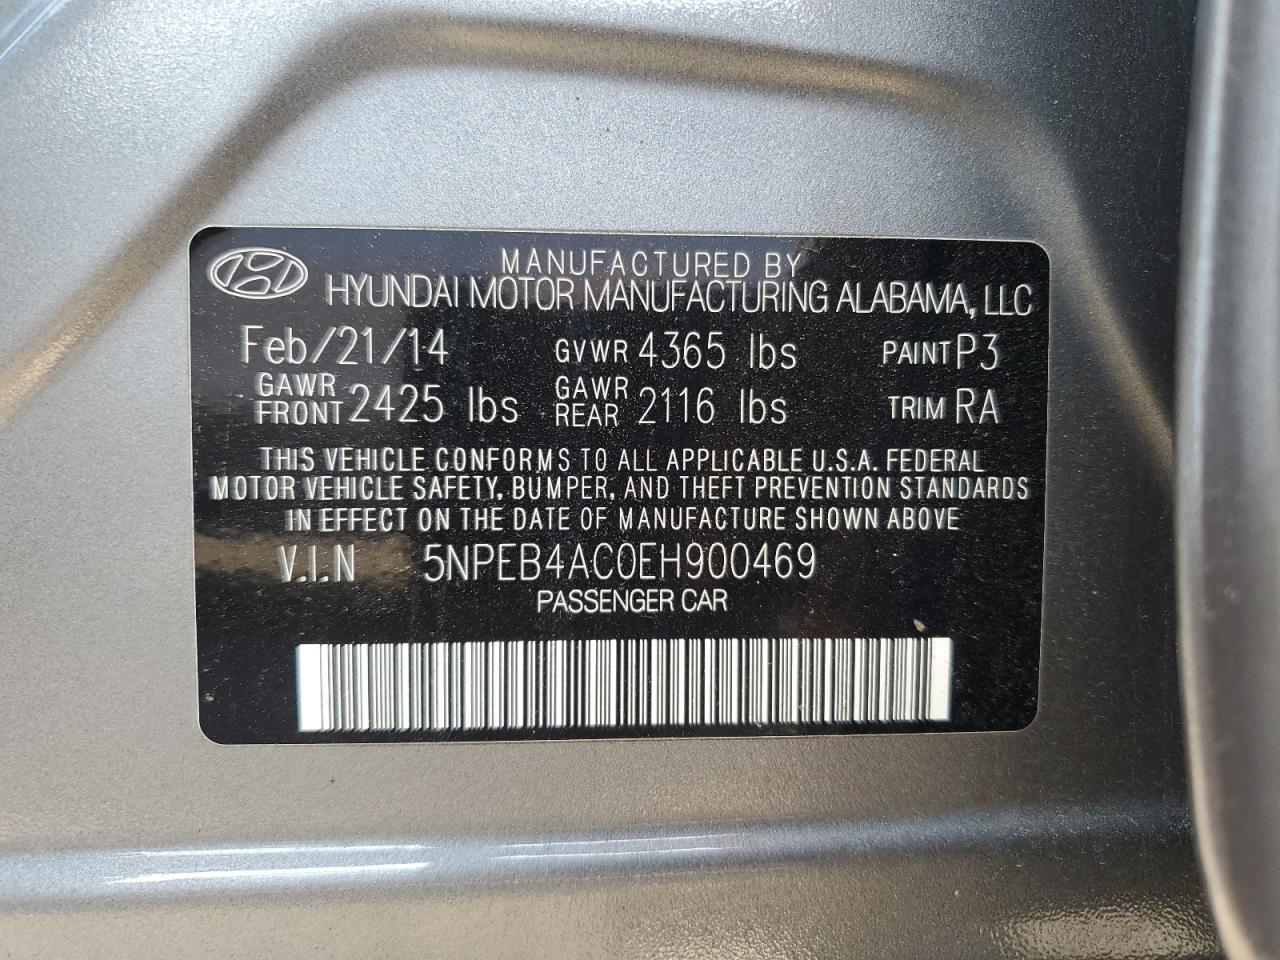 MANUFACTURED BY
HYUNDAI MOTOR MANUFACTURING ALABAMA, LLC
Feb/21/14 GVWR 4365 lbs PAINT P3
GAWR FRONT 2425 lbs GAWR REAR 2116 lbs TRIM RA
THIS VEHICLE CONFORMS TO ALL APPLICABLE U.S.A. FEDERAL
MOTOR VEHICLE SAFETY, BUMPER, AND THEFT PREVENTION STANDARDS
IN EFFECT ON THE DATE OF MANUFACTURE SHOWN ABOVE
V.I.N 5NPEB4AC0EH900469
PASSENGER CAR